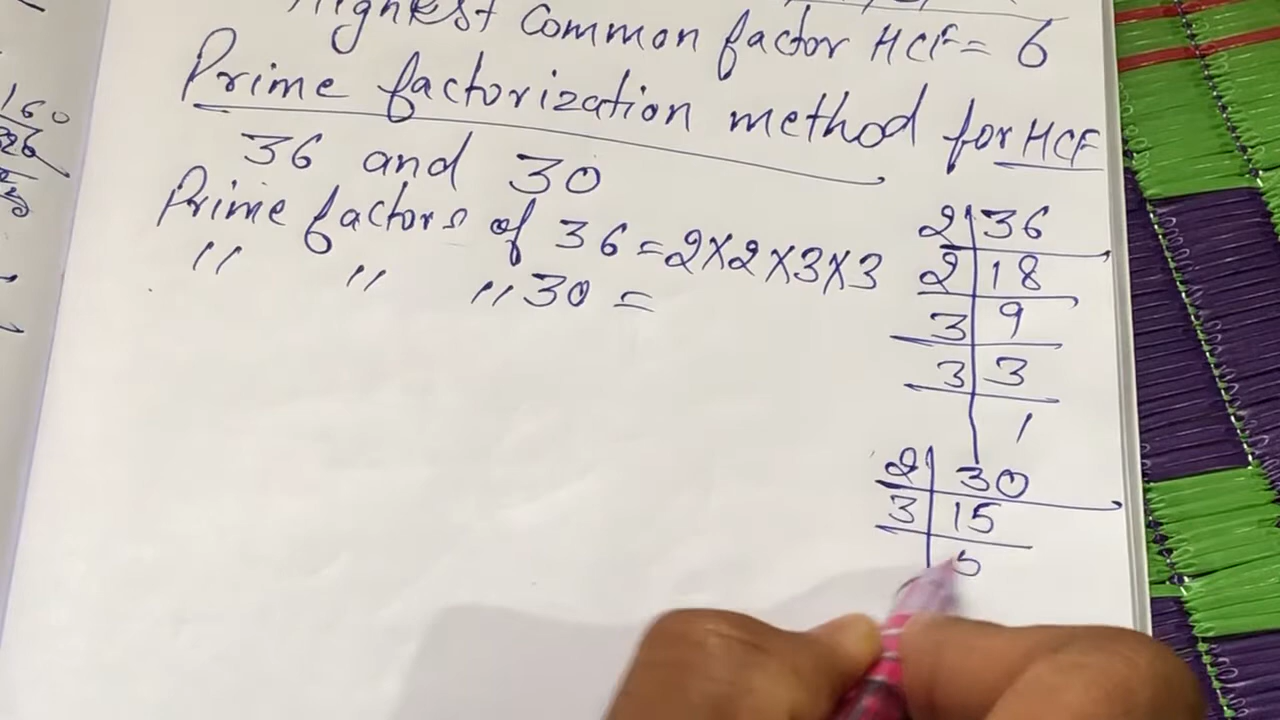 Highest Common factor HCF = 6
Prime factorization method for HCF
36 and 30
Prime factors of 36 = 2×2×3×3
〃 〃 〃 30 =
2 | 36
2 | 18
3 | 9
3 | 3
1
2 | 30
3 | 15
5
160